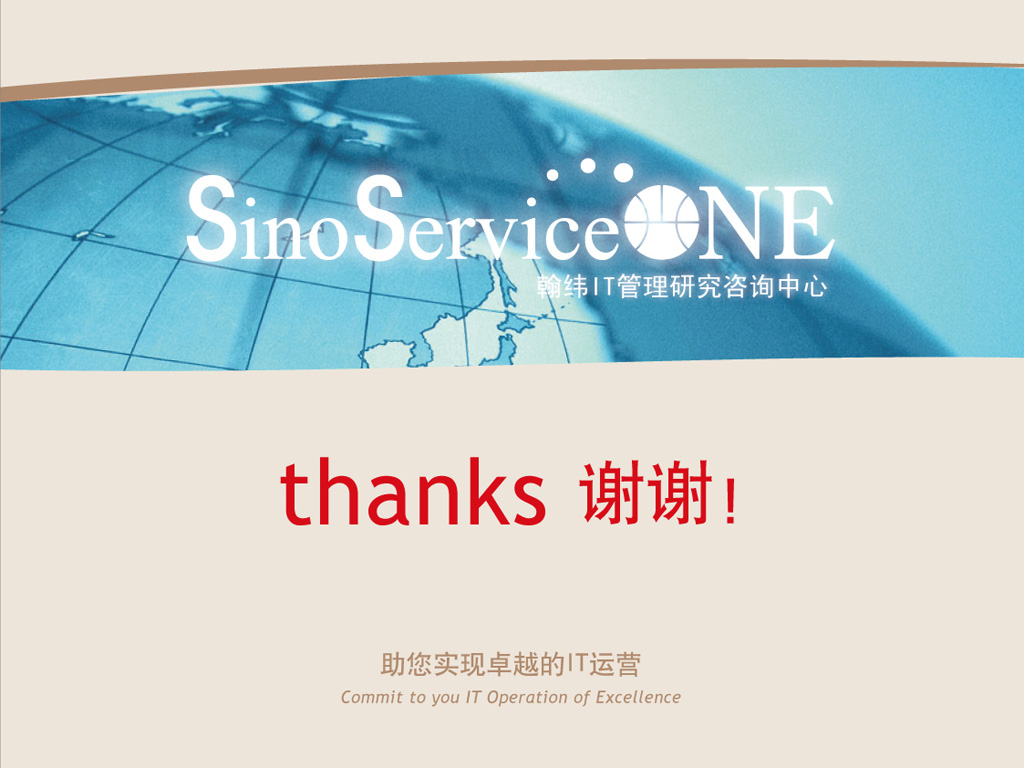 SinoServiceONE
翰纬IT管理研究咨询中心
thanks 谢谢!
助您实现卓越的IT运营
Commit to you IT Operation of Excellence